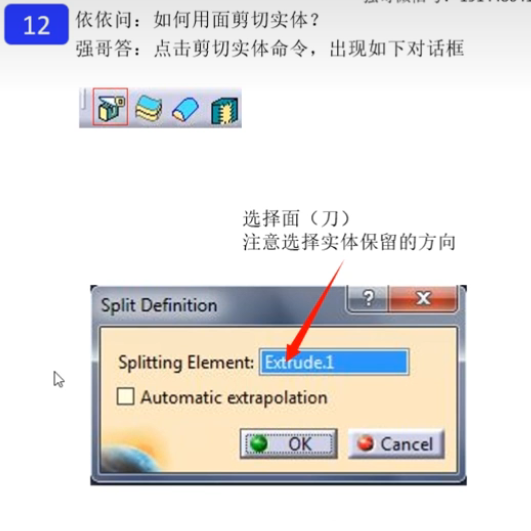 12
依依问：如何用面剪切实体？
强哥答：点击剪切实体命令，出现如下对话框
选择面（刀）
注意选择实体保留的方向
Split Definition
? X
Splitting Element: Extrude.1
Automatic extrapolation
OK Cancel